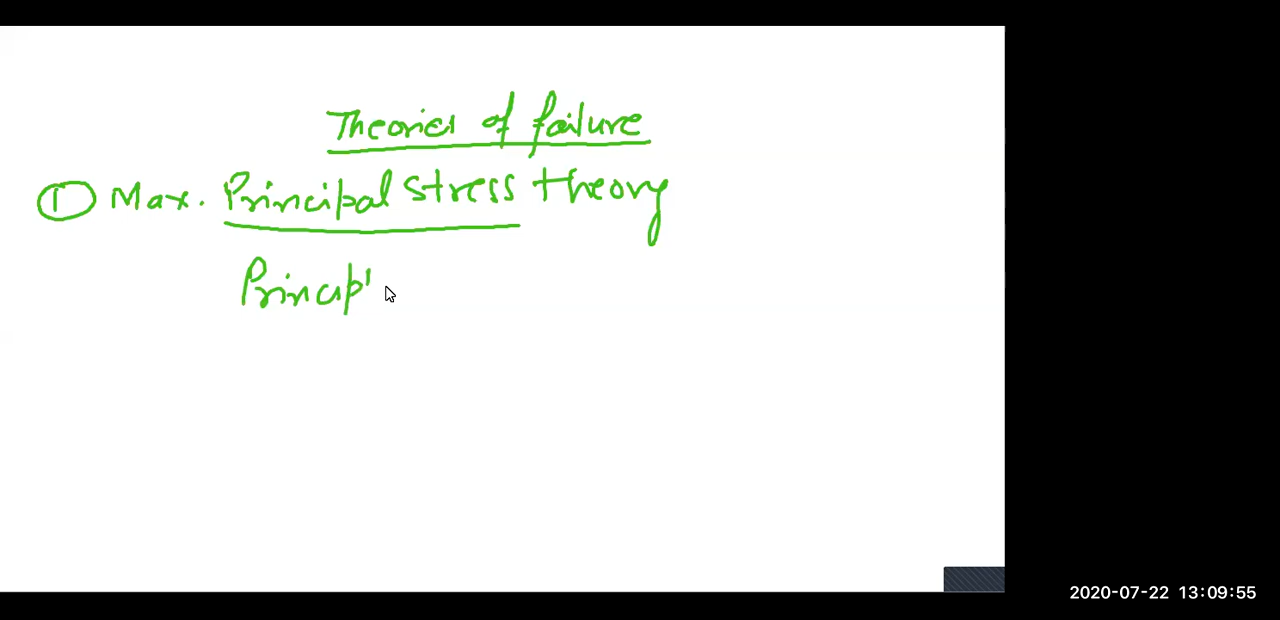 Theories of failure
① Max. Principal stress theory
Princip
2020-07-22 13:09:55